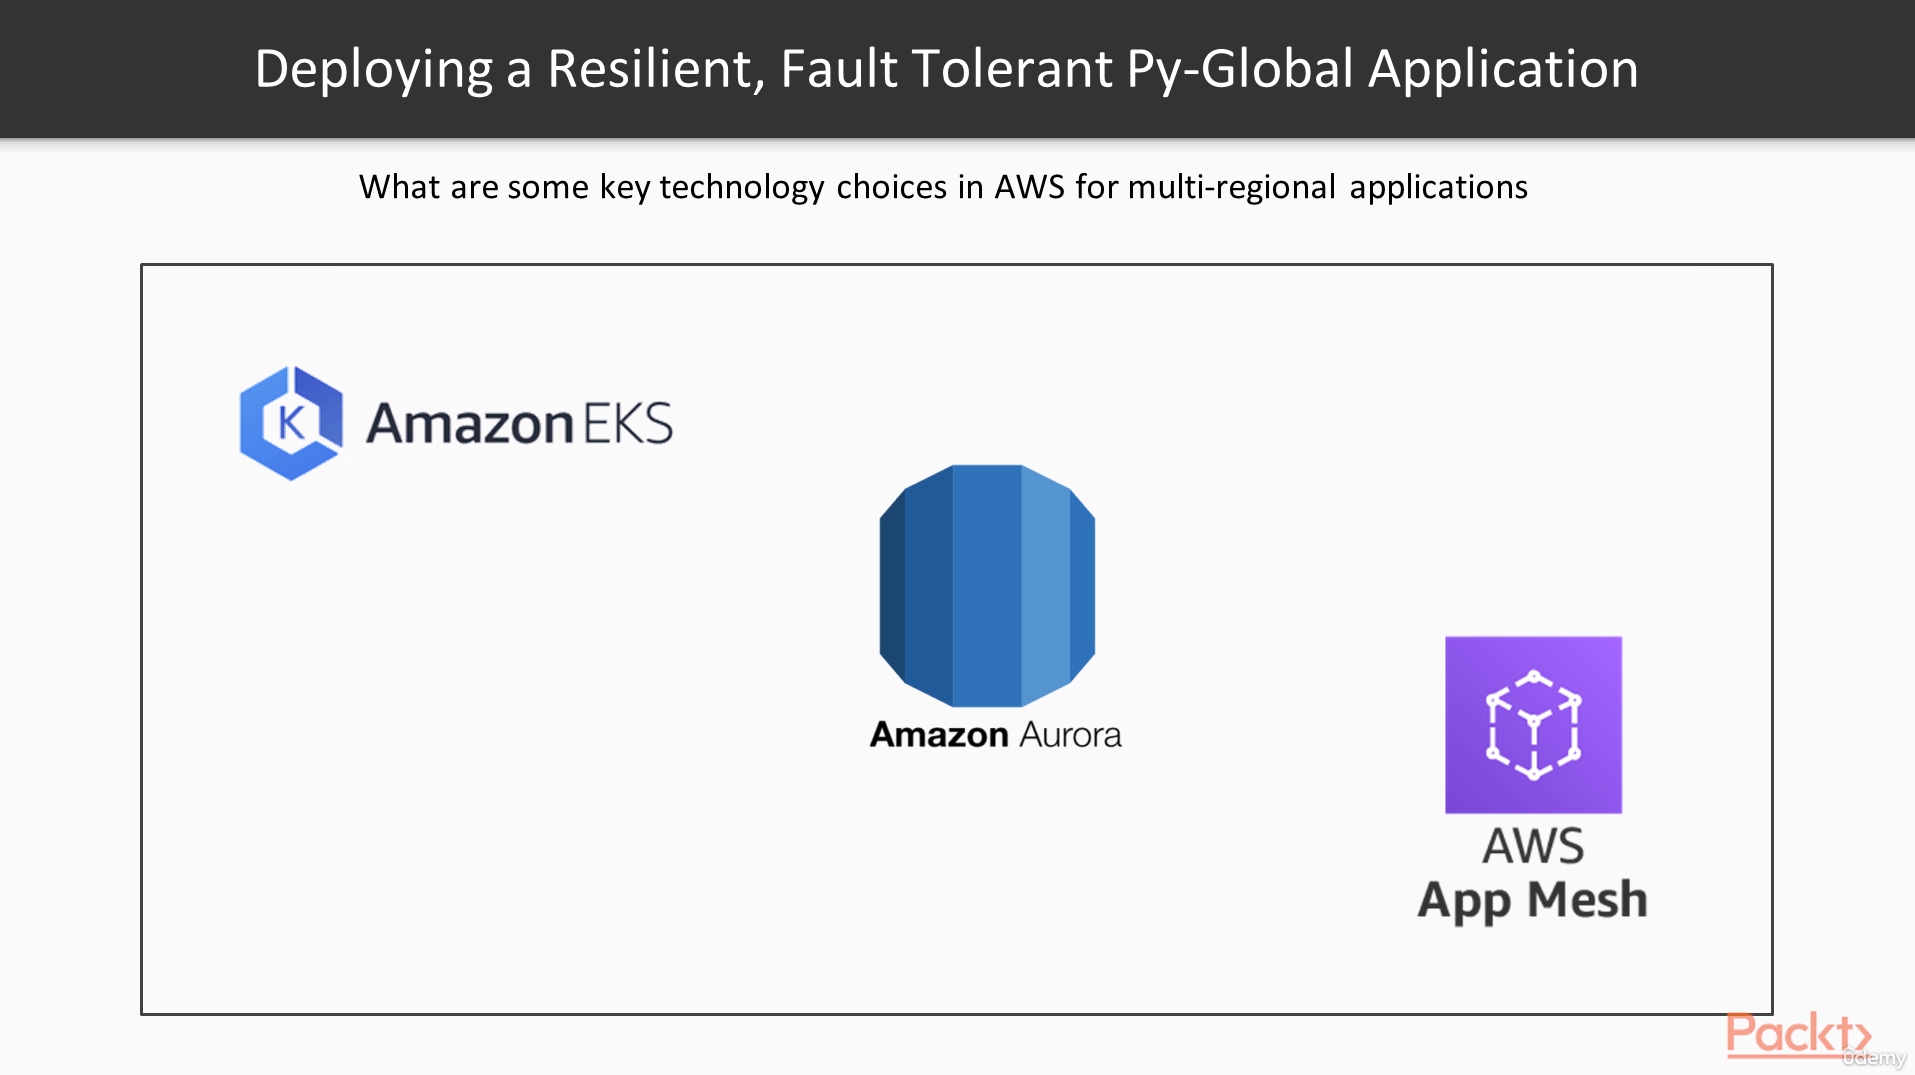 Deploying a Resilient, Fault Tolerant Py-Global Application
What are some key technology choices in AWS for multi-regional applications
K
Amazon EKS
Amazon Aurora
AWS
App Mesh
Packt
ûdemy